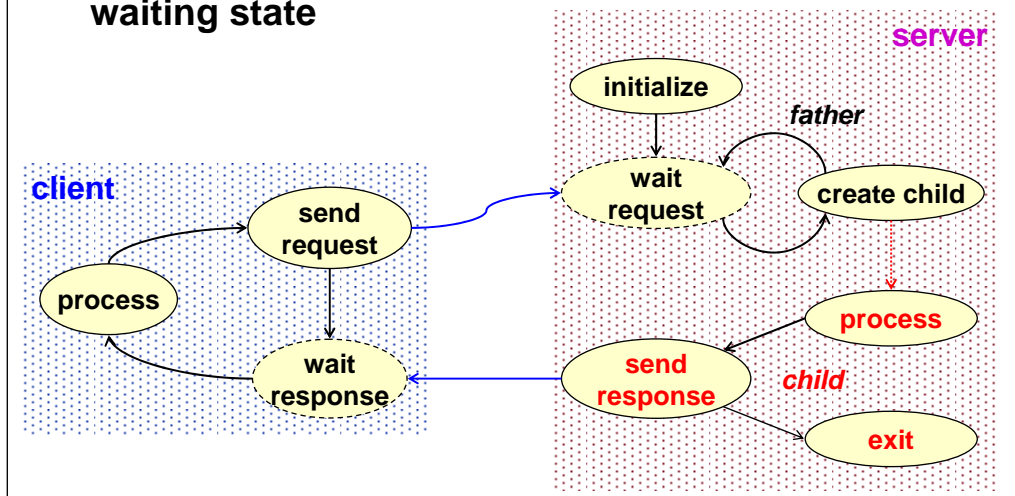 waiting state
server
initialize
father
wait
request
create child
client
send
request
process
wait
response
process
send
response
child
exit